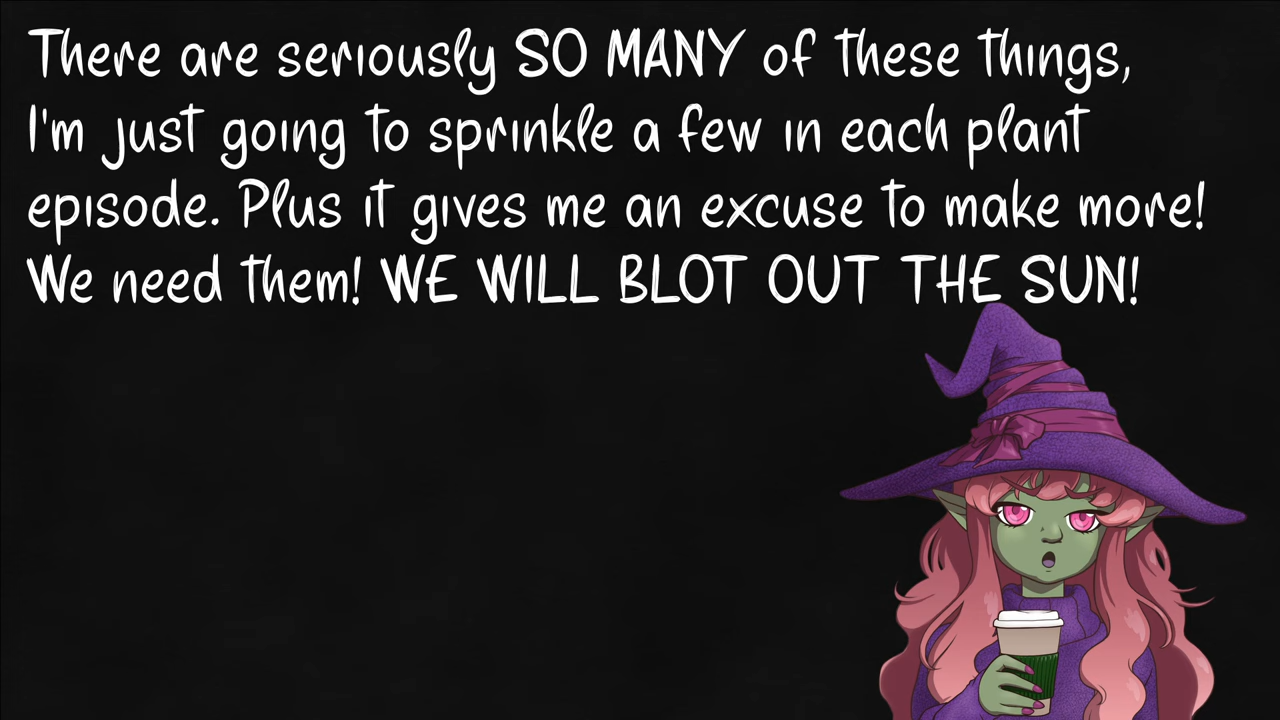 There are seriously SO MANY of these things,
I'm just going to sprinkle a few in each plant
episode. Plus it gives me an excuse to make more!
We need them! WE WILL BLOT OUT THE SUN!